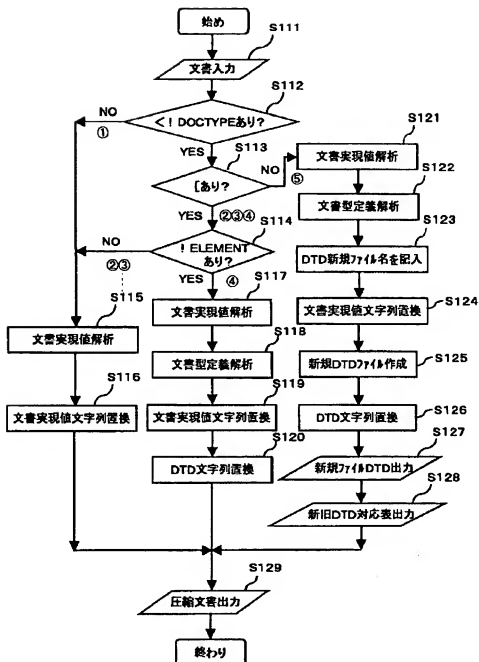 始め
S111
文書入力
S112
<!DOCTYPEあり?
NO
①
YES
S113
[あり?
NO
⑤
YES
②③④
S114
!ELEMENT
あり?
NO
②③
YES
④
S115
文書実現値解析
S116
文書実現値文字列置換
S117
文書実現値解析
S118
文書型定義解析
S119
文書実現値文字列置換
S120
DTD文字列置換
S121
文書実現値解析
S122
文書型定義解析
S123
DTD新規ファイル名を記入
S124
文書実現値文字列置換
S125
新規DTDファイル作成
S126
DTD文字列置換
S127
新規ファイルDTD出力
S128
新旧DTD対応表出力
S129
圧縮文書出力
終わり